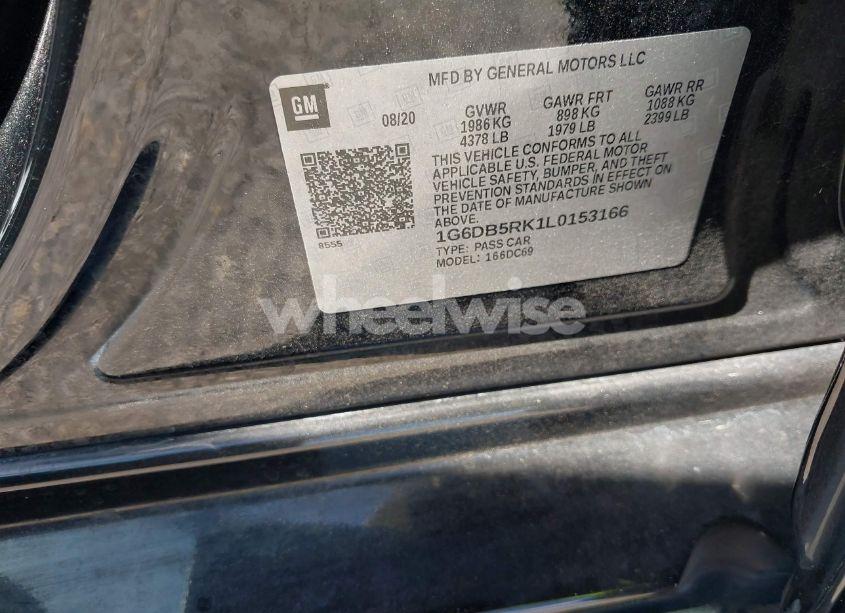 MFD BY GENERAL MOTORS LLC
GM
08/20
GVWR
1986 KG
4378 LB
GAWR FRT
898 KG
1979 LB
GAWR RR
1088 KG
2399 LB
THIS VEHICLE CONFORMS TO ALL
APPLICABLE U.S. FEDERAL MOTOR
VEHICLE SAFETY, BUMPER, AND THEFT
PREVENTION STANDARDS IN EFFECT ON
THE DATE OF MANUFACTURE SHOWN
ABOVE.
8555
1G6DB5RK1L0153166
TYPE: PASS CAR
MODEL: 166DC69
wheelwise